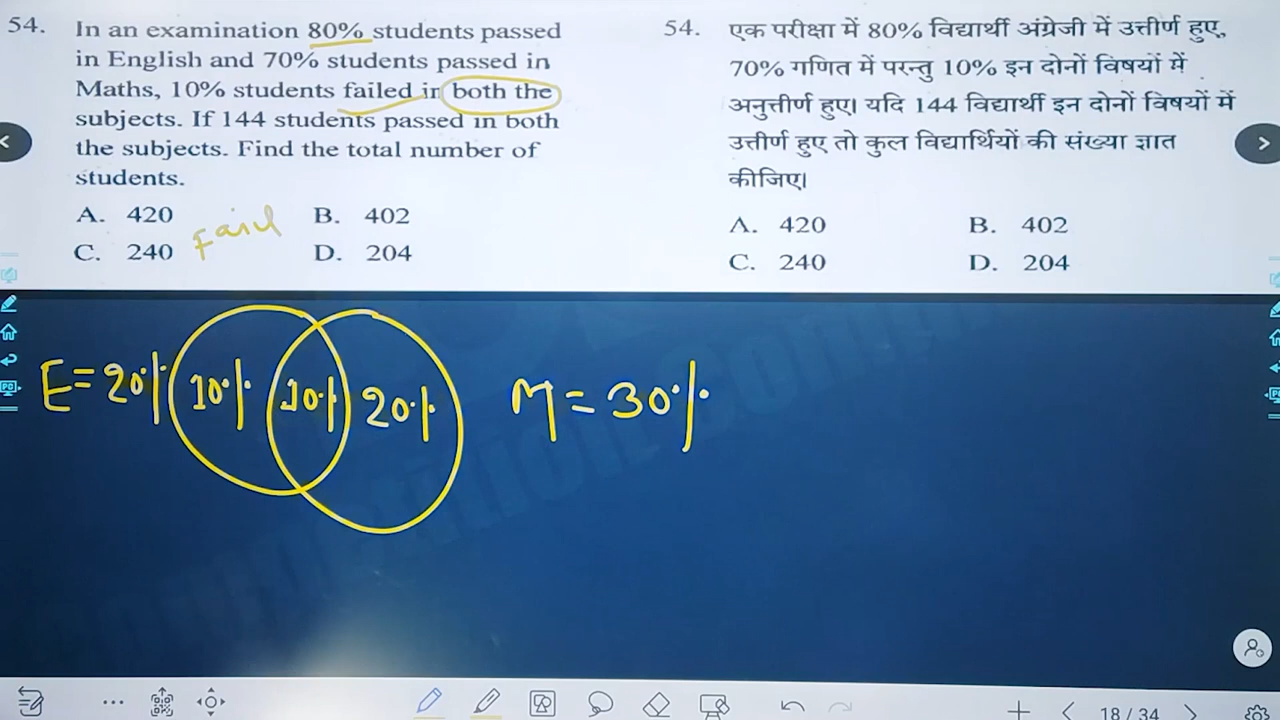 54. In an examination 80% students passed
in English and 70% students passed in
Maths, 10% students failed in both the
subjects. If 144 students passed in both
the subjects. Find the total number of
students.
A. 420 B. 402
C. 240 D. 204
Fail
54. एक परीक्षा में 80% विद्यार्थी अंग्रेजी में उत्तीर्ण हुए,
70% गणित में परन्तु 10% इन दोनों विषयों में
अनुत्तीर्ण हुए। यदि 144 विद्यार्थी इन दोनों विषयों में
उत्तीर्ण हुए तो कुल विद्यार्थियों की संख्या ज्ञात
कीजिए।
A. 420 B. 402
C. 240 D. 204
E = 20% 10% 10% 20% M = 30%
18 / 34